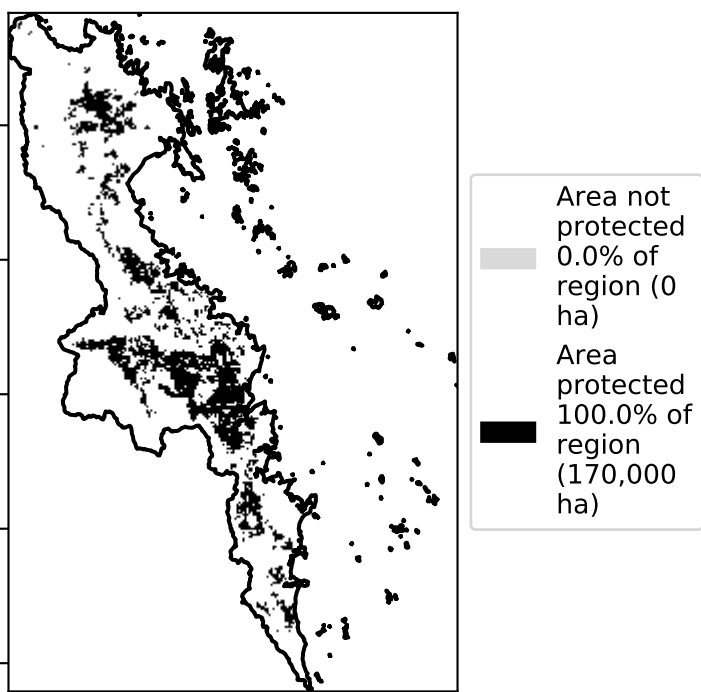 Area not
protected
0.0% of
region (0
ha)
Area
protected
100.0% of
region
(170,000
ha)